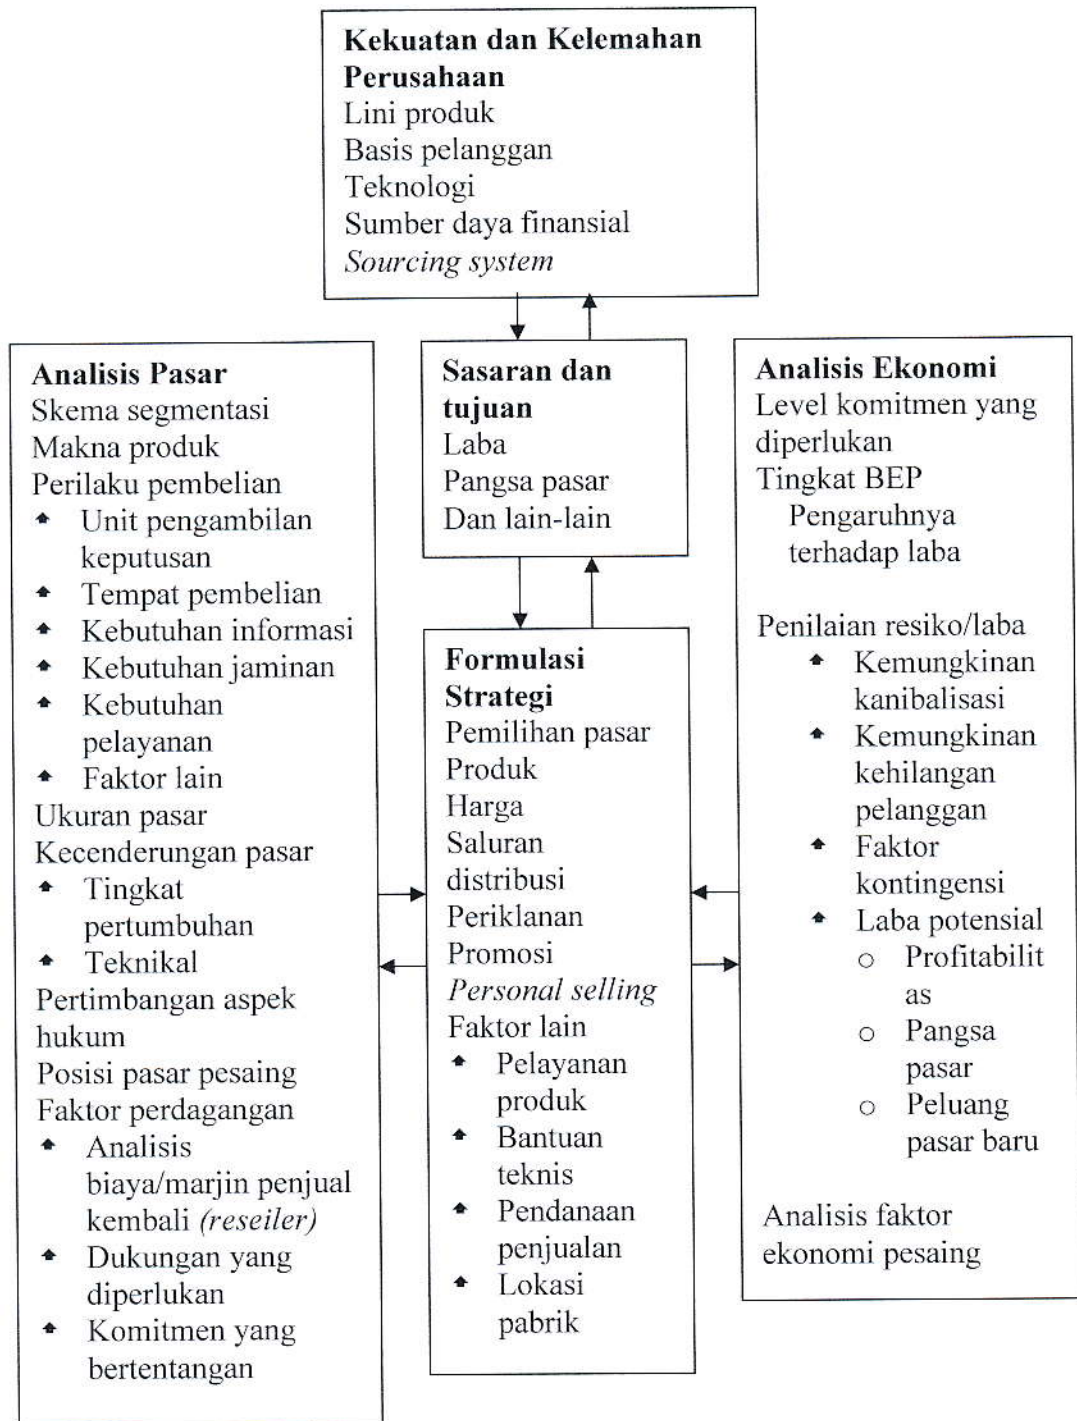 Kekuatan dan Kelemahan
Perusahaan
Lini produk
Basis pelanggan
Teknologi
Sumber daya finansial
Sourcing system
Analisis Pasar
Skema segmentasi
Makna produk
Perilaku pembelian
Unit pengambilan
keputusan
Tempat pembelian
Kebutuhan informasi
Kebutuhan jaminan
Kebutuhan
pelayanan
Faktor lain
Ukuran pasar
Kecenderungan pasar
Tingkat
pertumbuhan
Teknikal
Pertimbangan aspek
hukum
Posisi pasar pesaing
Faktor perdagangan
Analisis
biaya/marjin penjual
kembali (reseiler)
Dukungan yang
diperlukan
Komitmen yang
bertentangan
Sasaran dan
tujuan
Laba
Pangsa pasar
Dan lain-lain
Formulasi
Strategi
Pemilihan pasar
Produk
Harga
Saluran
distribusi
Periklanan
Promosi
Personal selling
Faktor lain
Pelayanan
produk
Bantuan
teknis
Pendanaan
penjualan
Lokasi
pabrik
Analisis Ekonomi
Level komitmen yang
diperlukan
Tingkat BEP
Pengaruhnya
terhadap laba
Penilaian resiko/laba
Kemungkinan
kanibalisasi
Kemungkinan
kehilangan
pelanggan
Faktor
kontingensi
Laba potensial
Profitabilit
as
Pangsa
pasar
Peluang
pasar baru
Analisis faktor
ekonomi pesaing